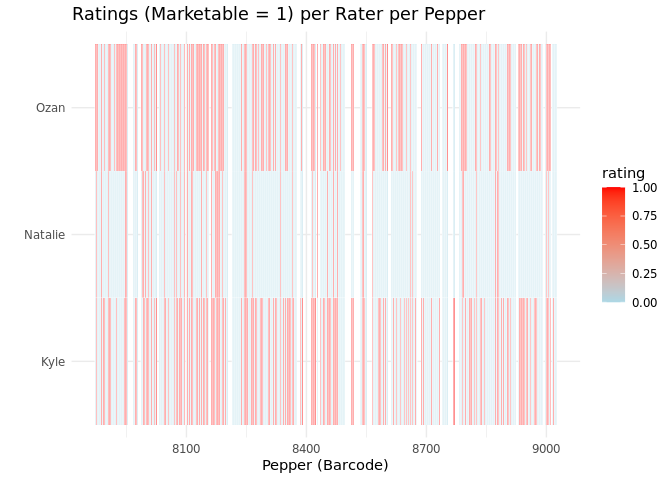 Ratings (Marketable = 1) per Rater per Pepper
Ozan
Natalie
Kyle
8100
8400
8700
9000
Pepper (Barcode)
rating
1.00
0.75
0.50
0.25
0.00